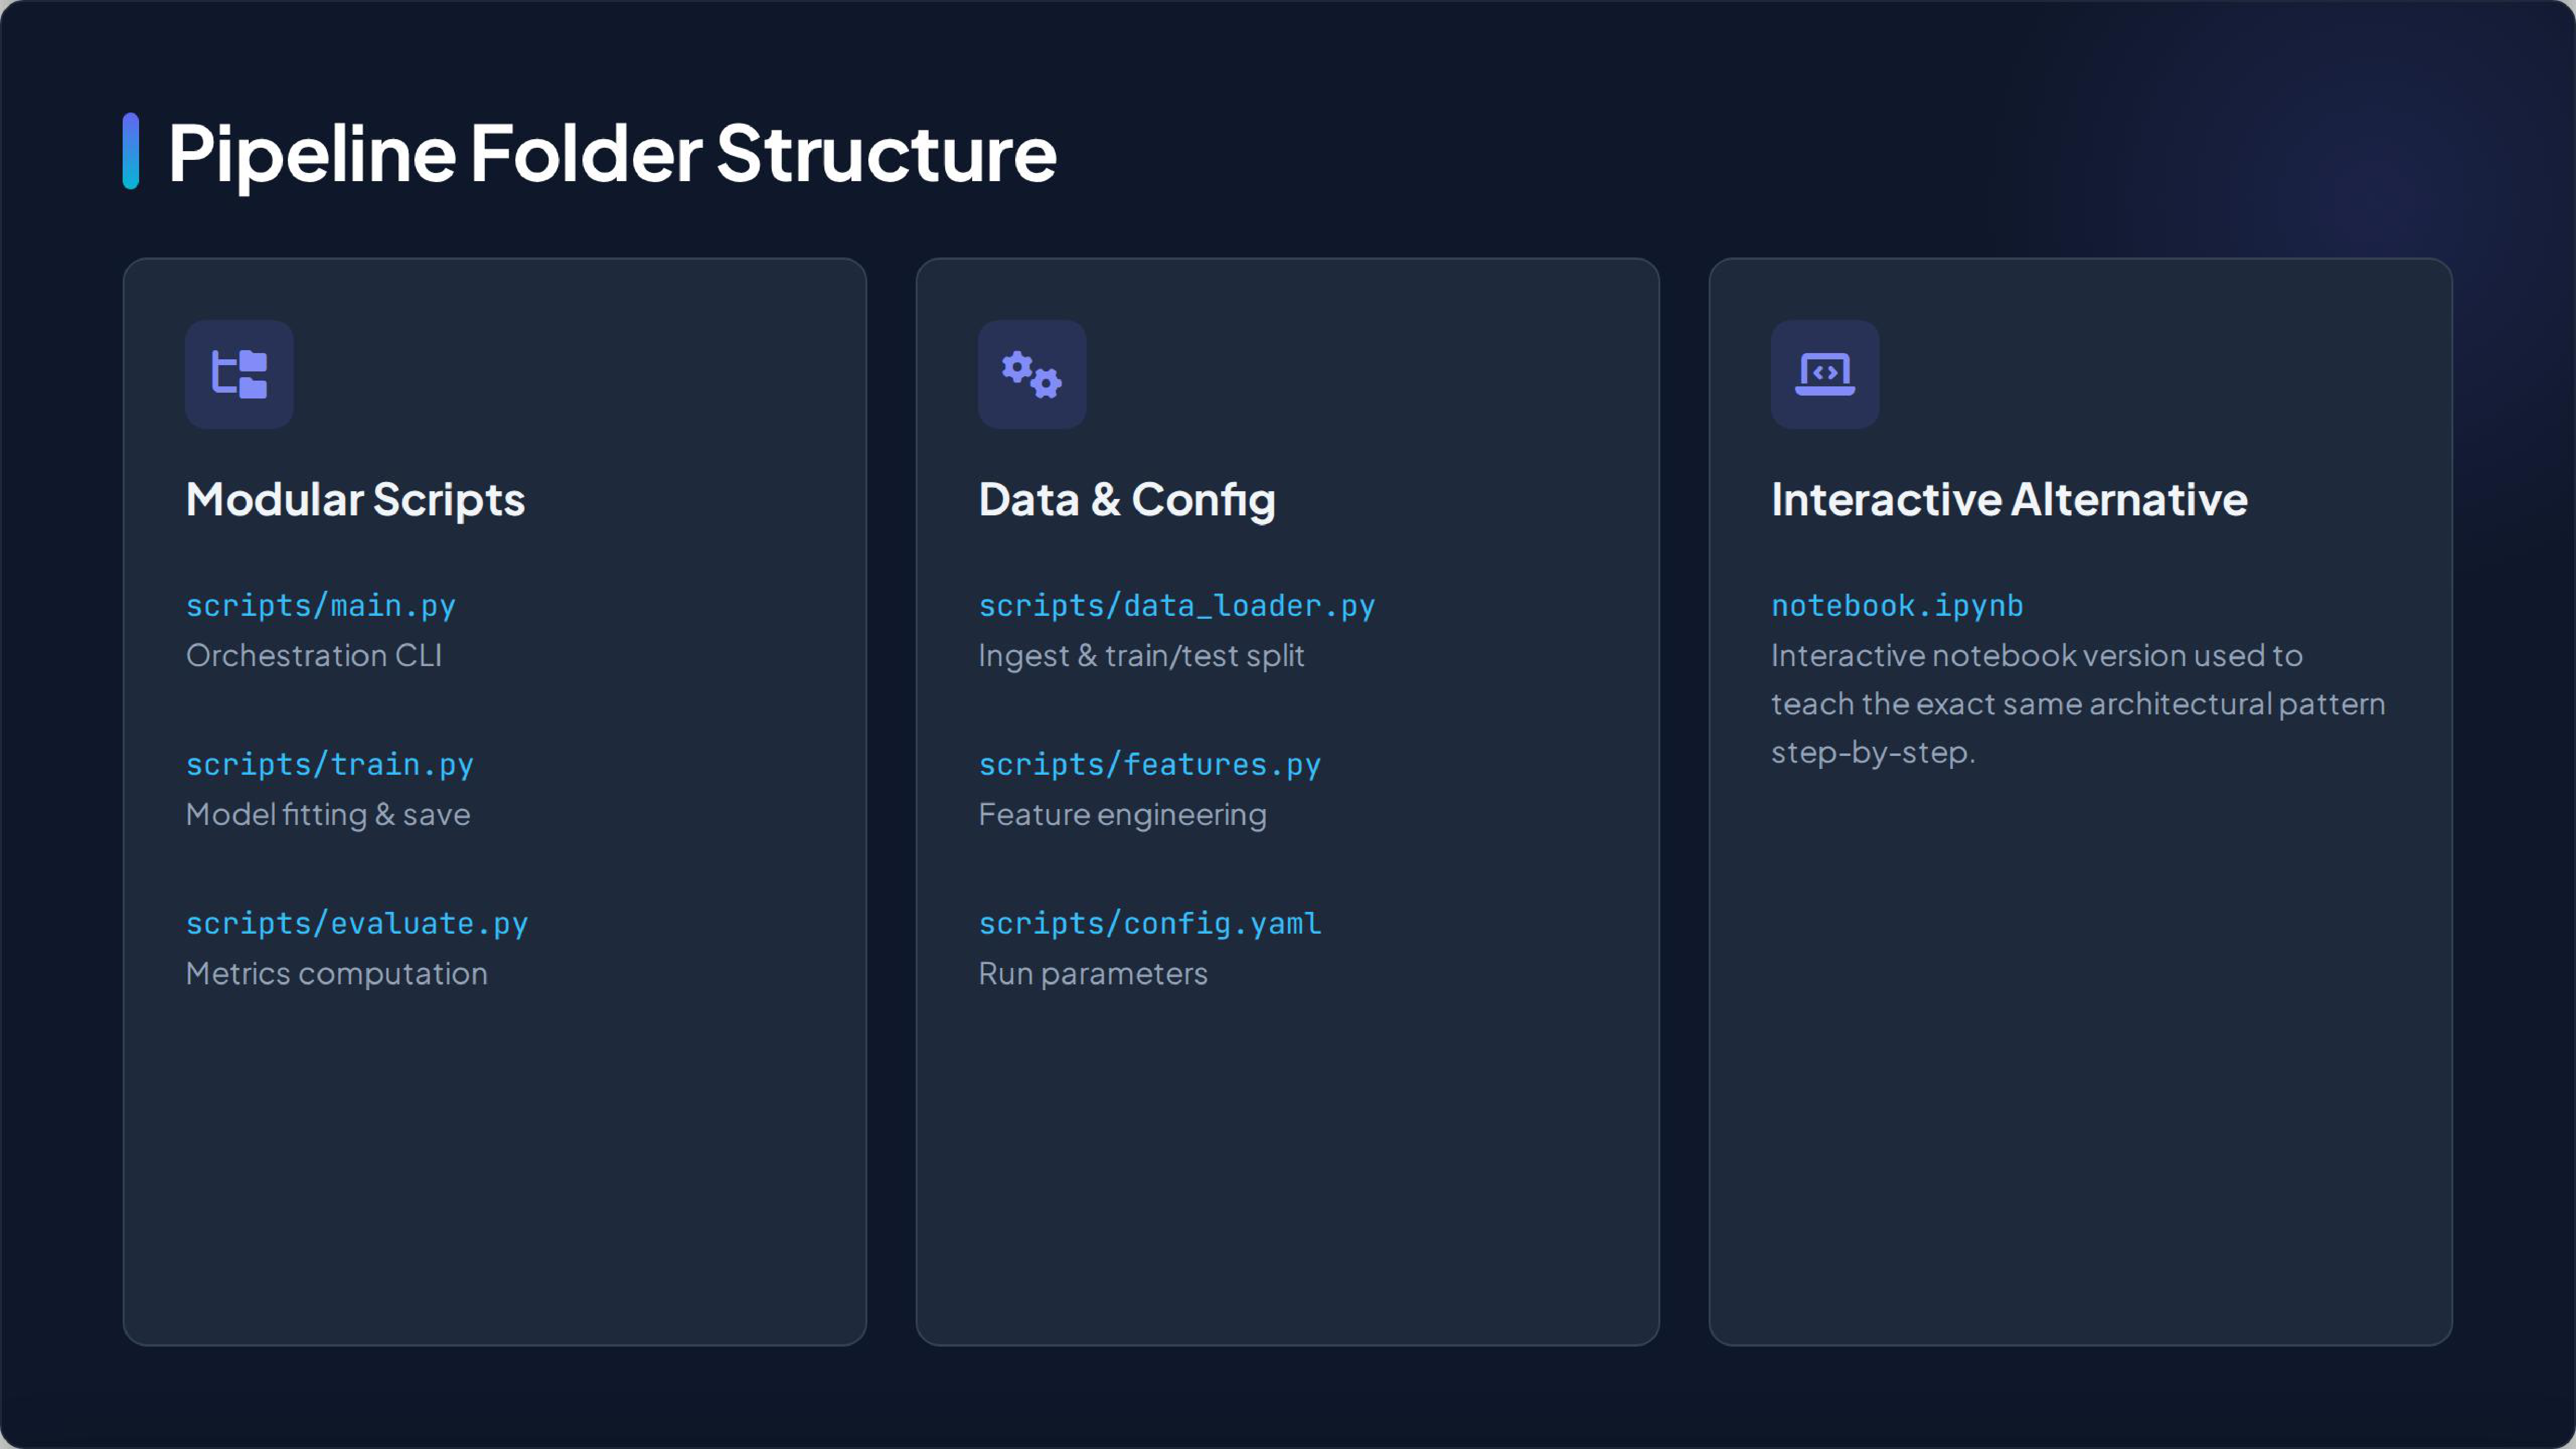 Pipeline Folder Structure
Modular Scripts
scripts/main.py
Orchestration CLI
scripts/train.py
Model fitting & save
scripts/evaluate.py
Metrics computation
Data & Config
scripts/data_loader.py
Ingest & train/test split
scripts/features.py
Feature engineering
scripts/config.yaml
Run parameters
Interactive Alternative
notebook.ipynb
Interactive notebook version used to
teach the exact same architectural pattern
step-by-step.